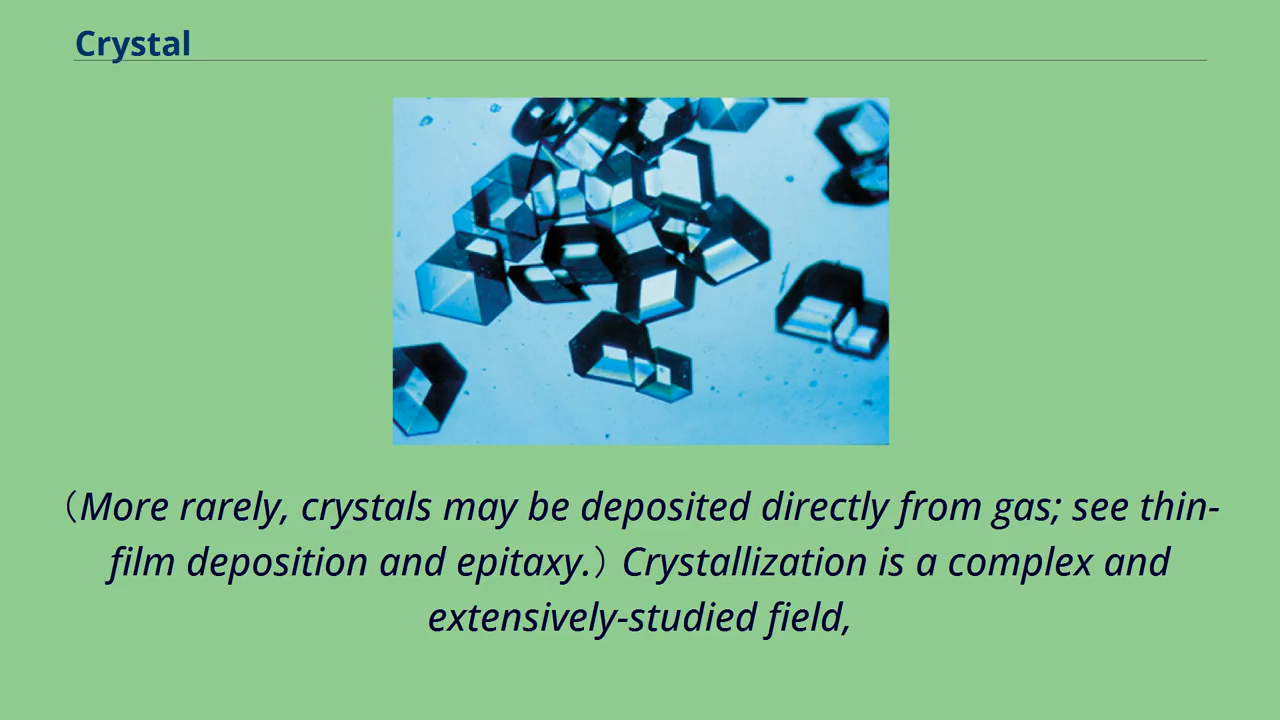 Crystal
（More rarely, crystals may be deposited directly from gas; see thin-
film deposition and epitaxy.）Crystallization is a complex and
extensively-studied field,